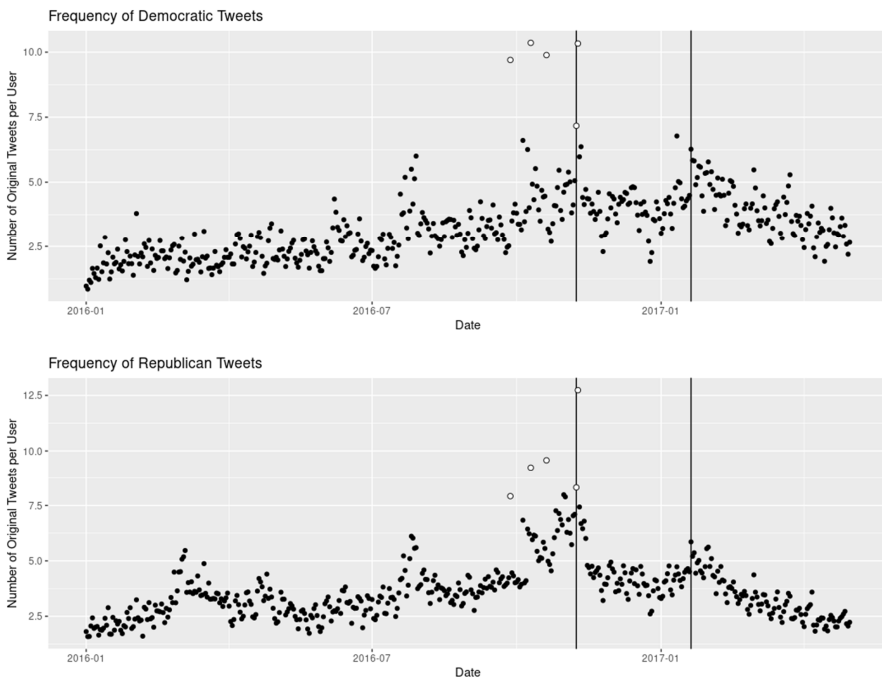 Frequency of Democratic Tweets
Number of Original Tweets per User
10.0
7.5
5.0
2.5
2016-01
2016-07
2017-01
Date
Frequency of Republican Tweets
Number of Original Tweets per User
12.5
10.0
7.5
5.0
2.5
2016-01
2016-07
2017-01
Date